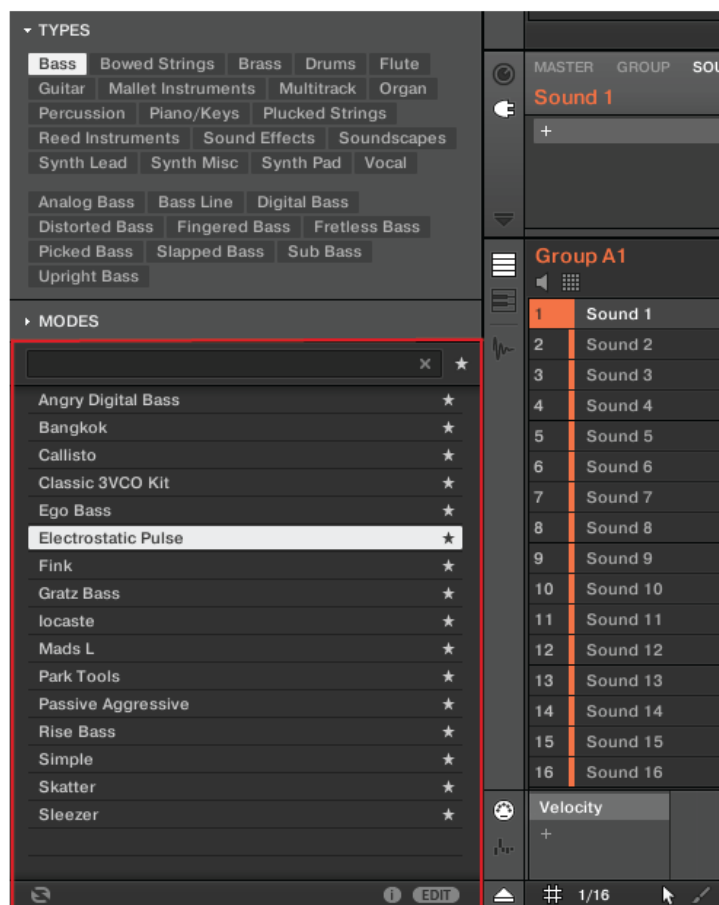 TYPES
Bass Bowed Strings Brass Drums Flute
Guitar Mallet Instruments Multitrack Organ
Percussion Piano/Keys Plucked Strings
Reed Instruments Sound Effects Soundscapes
Synth Lead Synth Misc Synth Pad Vocal
Analog Bass Bass Line Digital Bass
Distorted Bass Fingered Bass Fretless Bass
Picked Bass Slapped Bass Sub Bass
Upright Bass
MODES
Angry Digital Bass
Bangkok
Callisto
Classic 3VCO Kit
Ego Bass
Electrostatic Pulse
Fink
Gratz Bass
Iocaste
Mads L
Park Tools
Passive Aggressive
Rise Bass
Simple
Skatter
Sleezer
EDIT
MASTER GROUP SOU
Sound 1
+
Group A1
1 Sound 1
2 Sound 2
3 Sound 3
4 Sound 4
5 Sound 5
6 Sound 6
7 Sound 7
8 Sound 8
9 Sound 9
10 Sound 10
11 Sound 11
12 Sound 12
13 Sound 13
14 Sound 14
15 Sound 15
16 Sound 16
Velocity
+
1/16